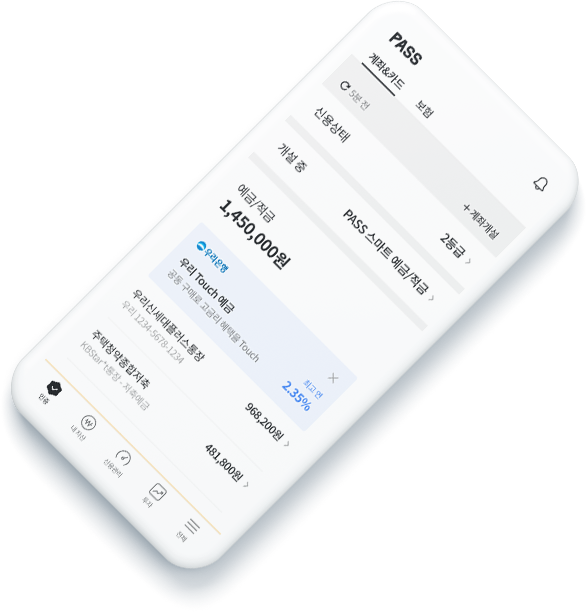 PASS
계좌&카드 보험
5분 전
+ 계좌개설
신용상태 2등급
개설 중 PASS 스마트 예금/적금
예금/적금
1,450,000원
우리은행
우리 Touch 예금
공동 구매로 고금리 혜택을 Touch
최고 연
2.35%
우리신세대플러스통장 968,200원
우리 1234-5678-1234
주택청약종합저축 481,800원
KBStar*t통장 - 저축예금
인증 내 자산 신용관리 투자 전체